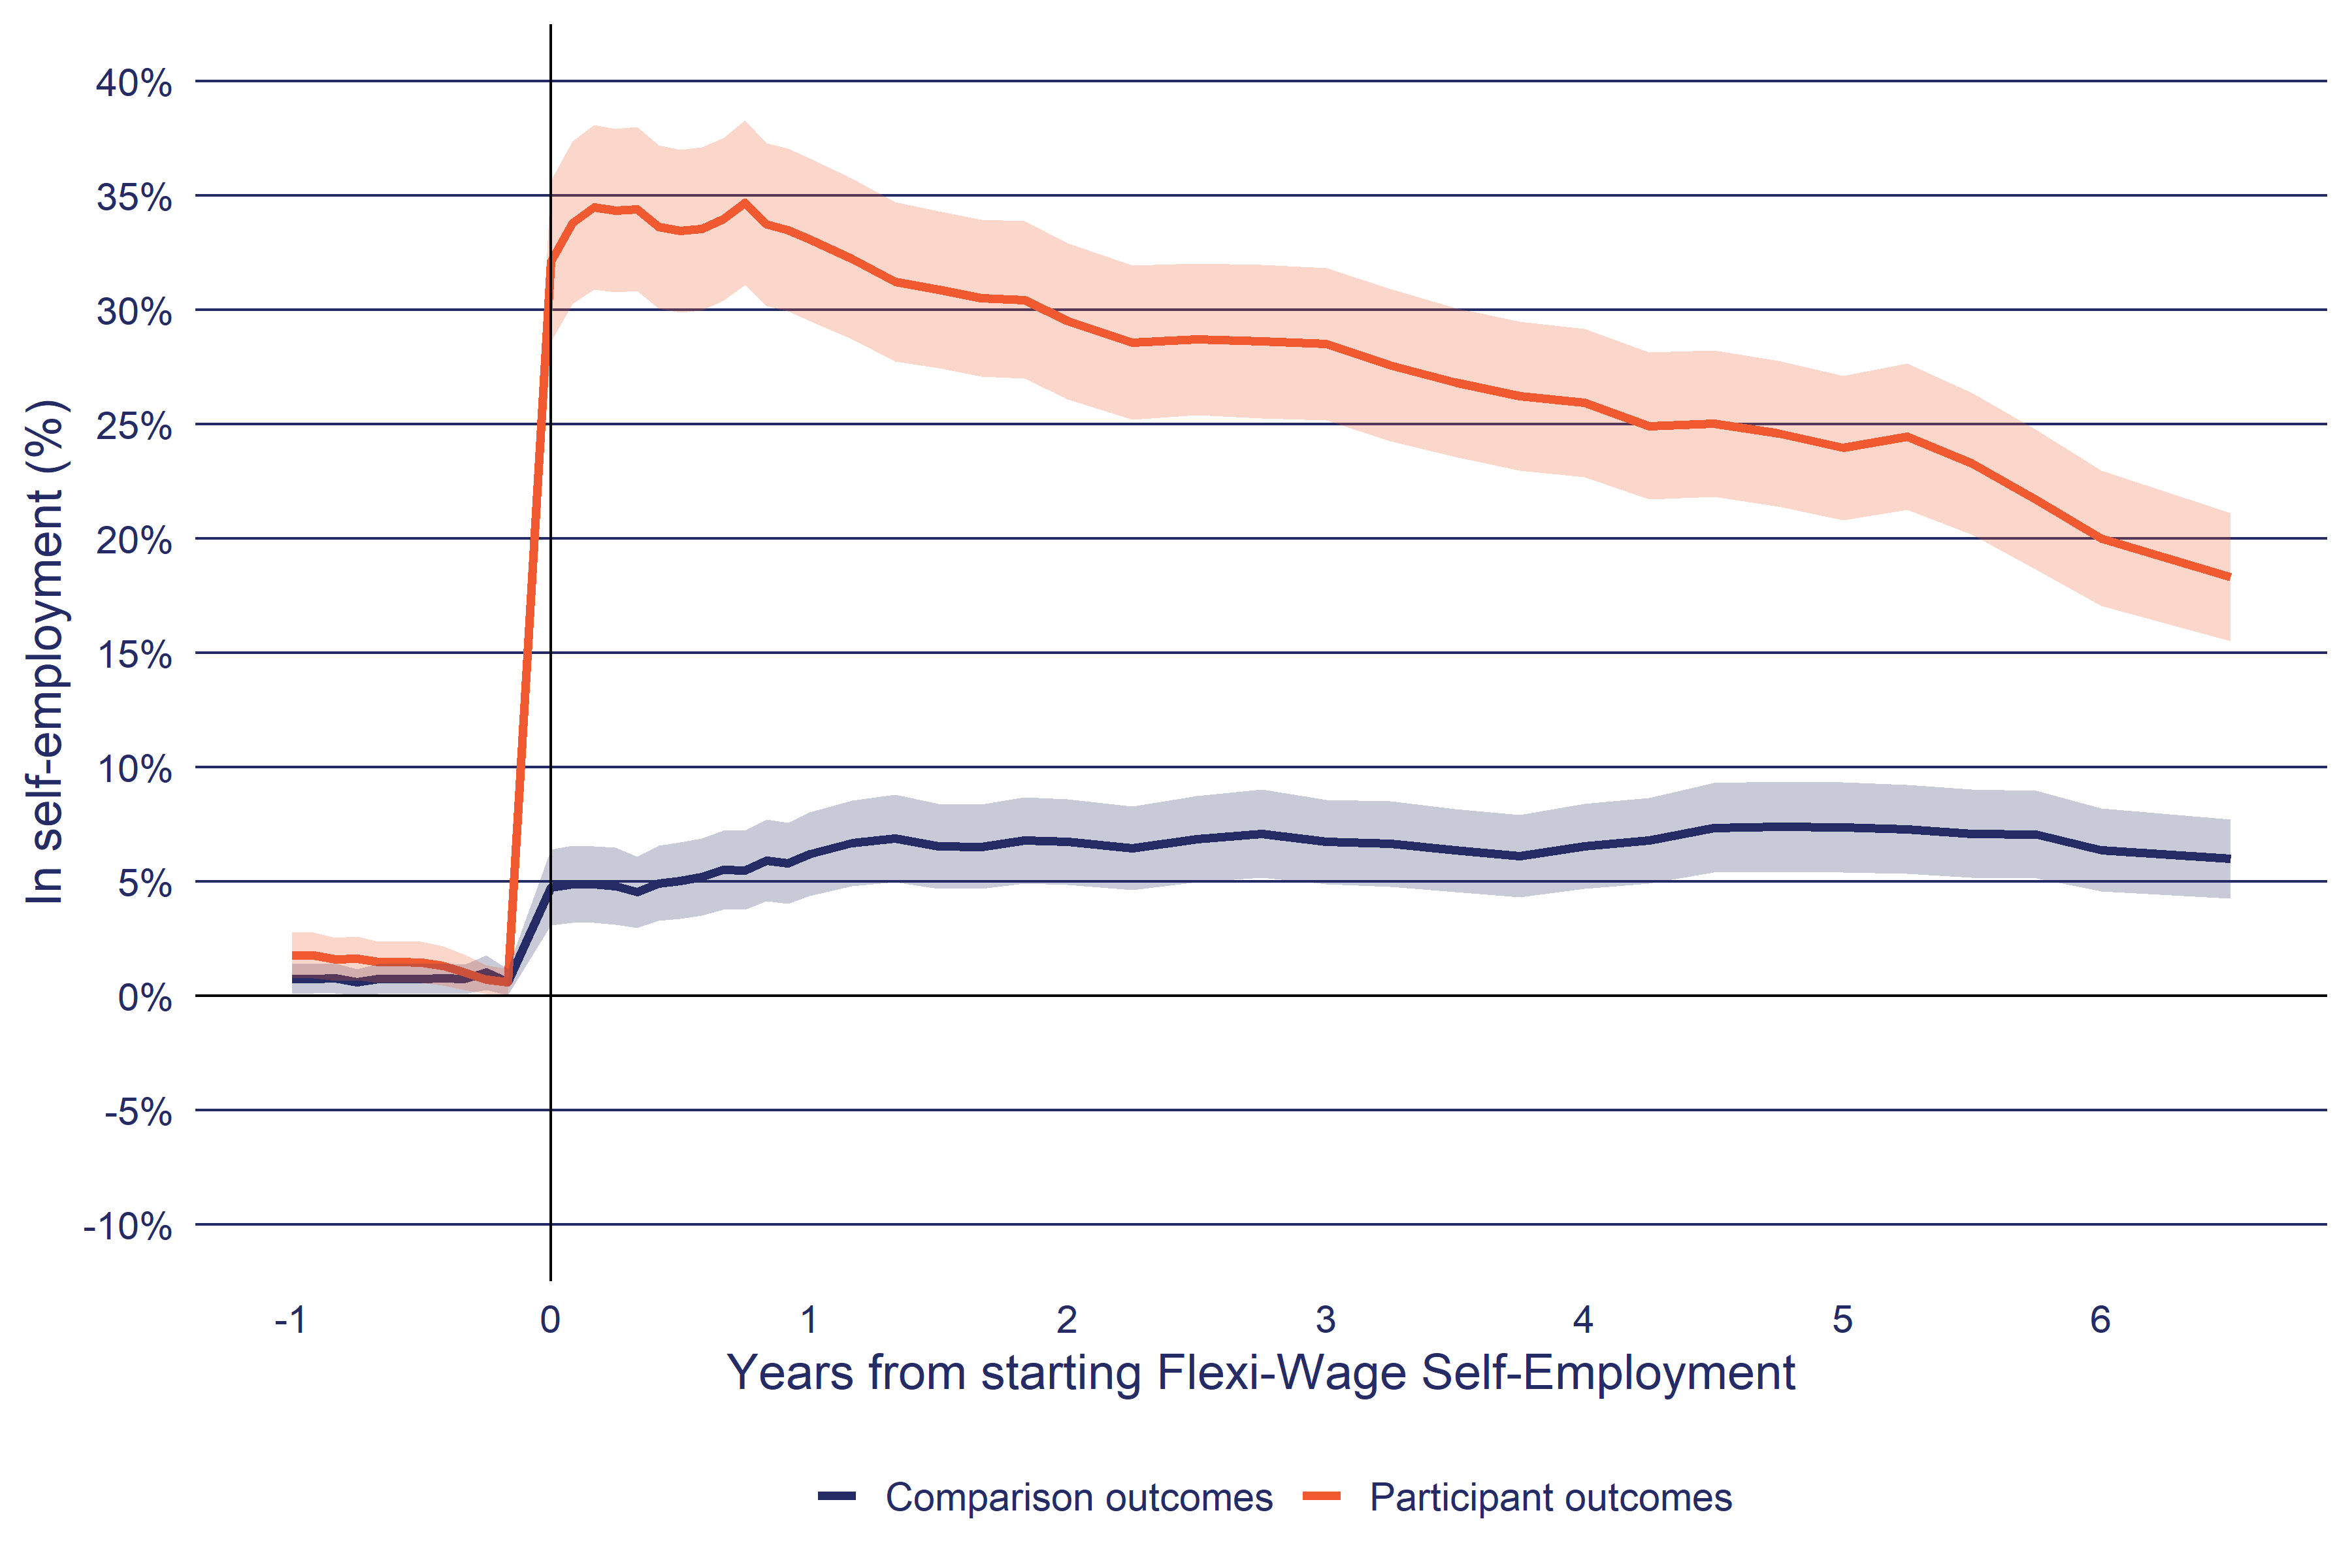 In self-employment (%)
40%
35%
30%
25%
20%
15%
10%
5%
0%
-5%
-10%
-1 0 1 2 3 4 5 6
Years from starting Flexi-Wage Self-Employment
Comparison outcomes Participant outcomes